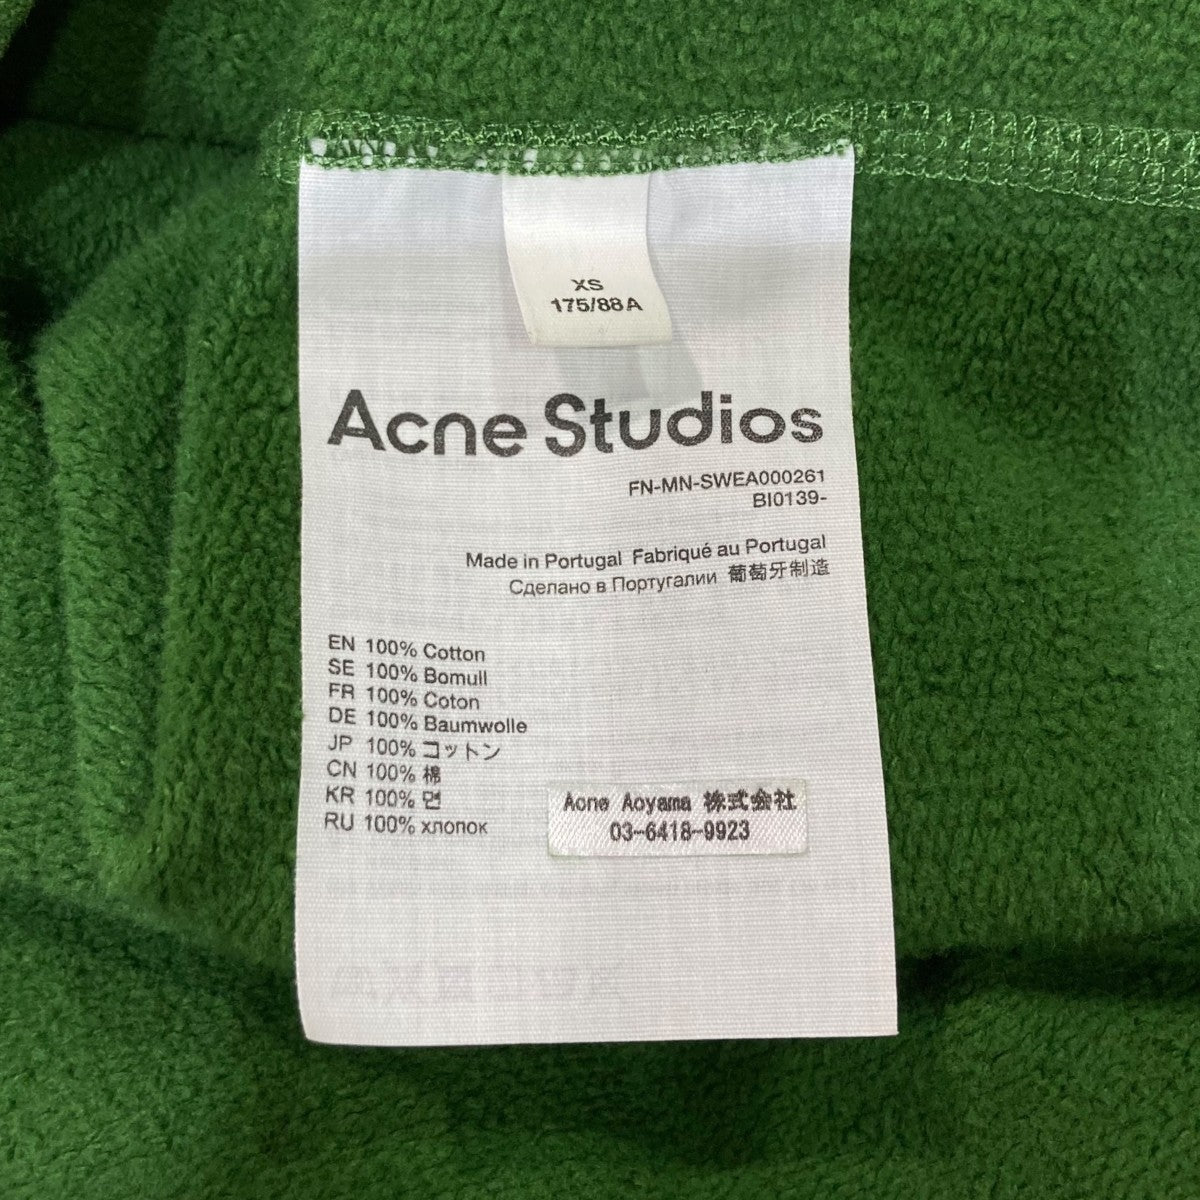 XS
175/88A
Acne Studios
FN-MN-SWEA000261
BI0139-
Made in Portugal Fabriqué au Portugal
Сделано в Португалии 葡萄牙制造
EN 100% Cotton
SE 100% Bomull
FR 100% Coton
DE 100% Baumwolle
JP 100% コットン
CN 100% 棉
KR 100% 면
RU 100% хлопок
Acne Aoyama 株式会社
03-6418-9923